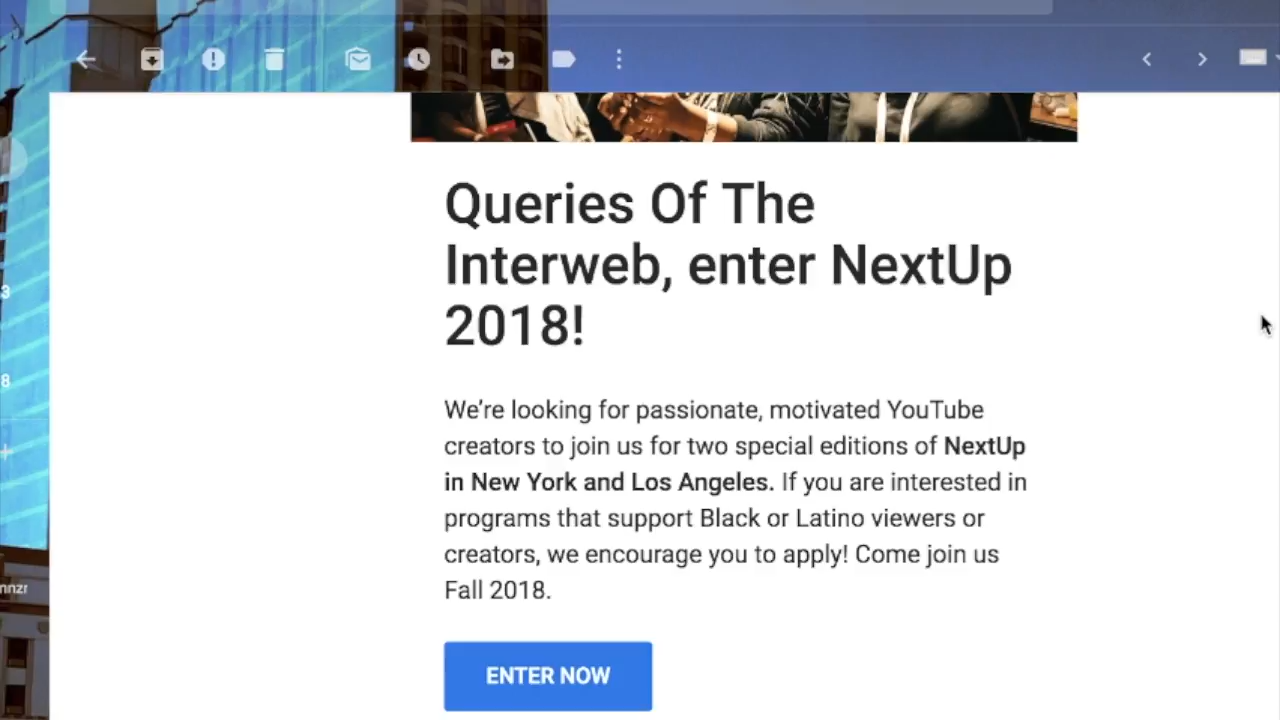 Queries Of The
Interweb, enter NextUp
2018!
We’re looking for passionate, motivated YouTube
creators to join us for two special editions of NextUp
in New York and Los Angeles. If you are interested in
programs that support Black or Latino viewers or
creators, we encourage you to apply! Come join us
Fall 2018.
ENTER NOW
3
8